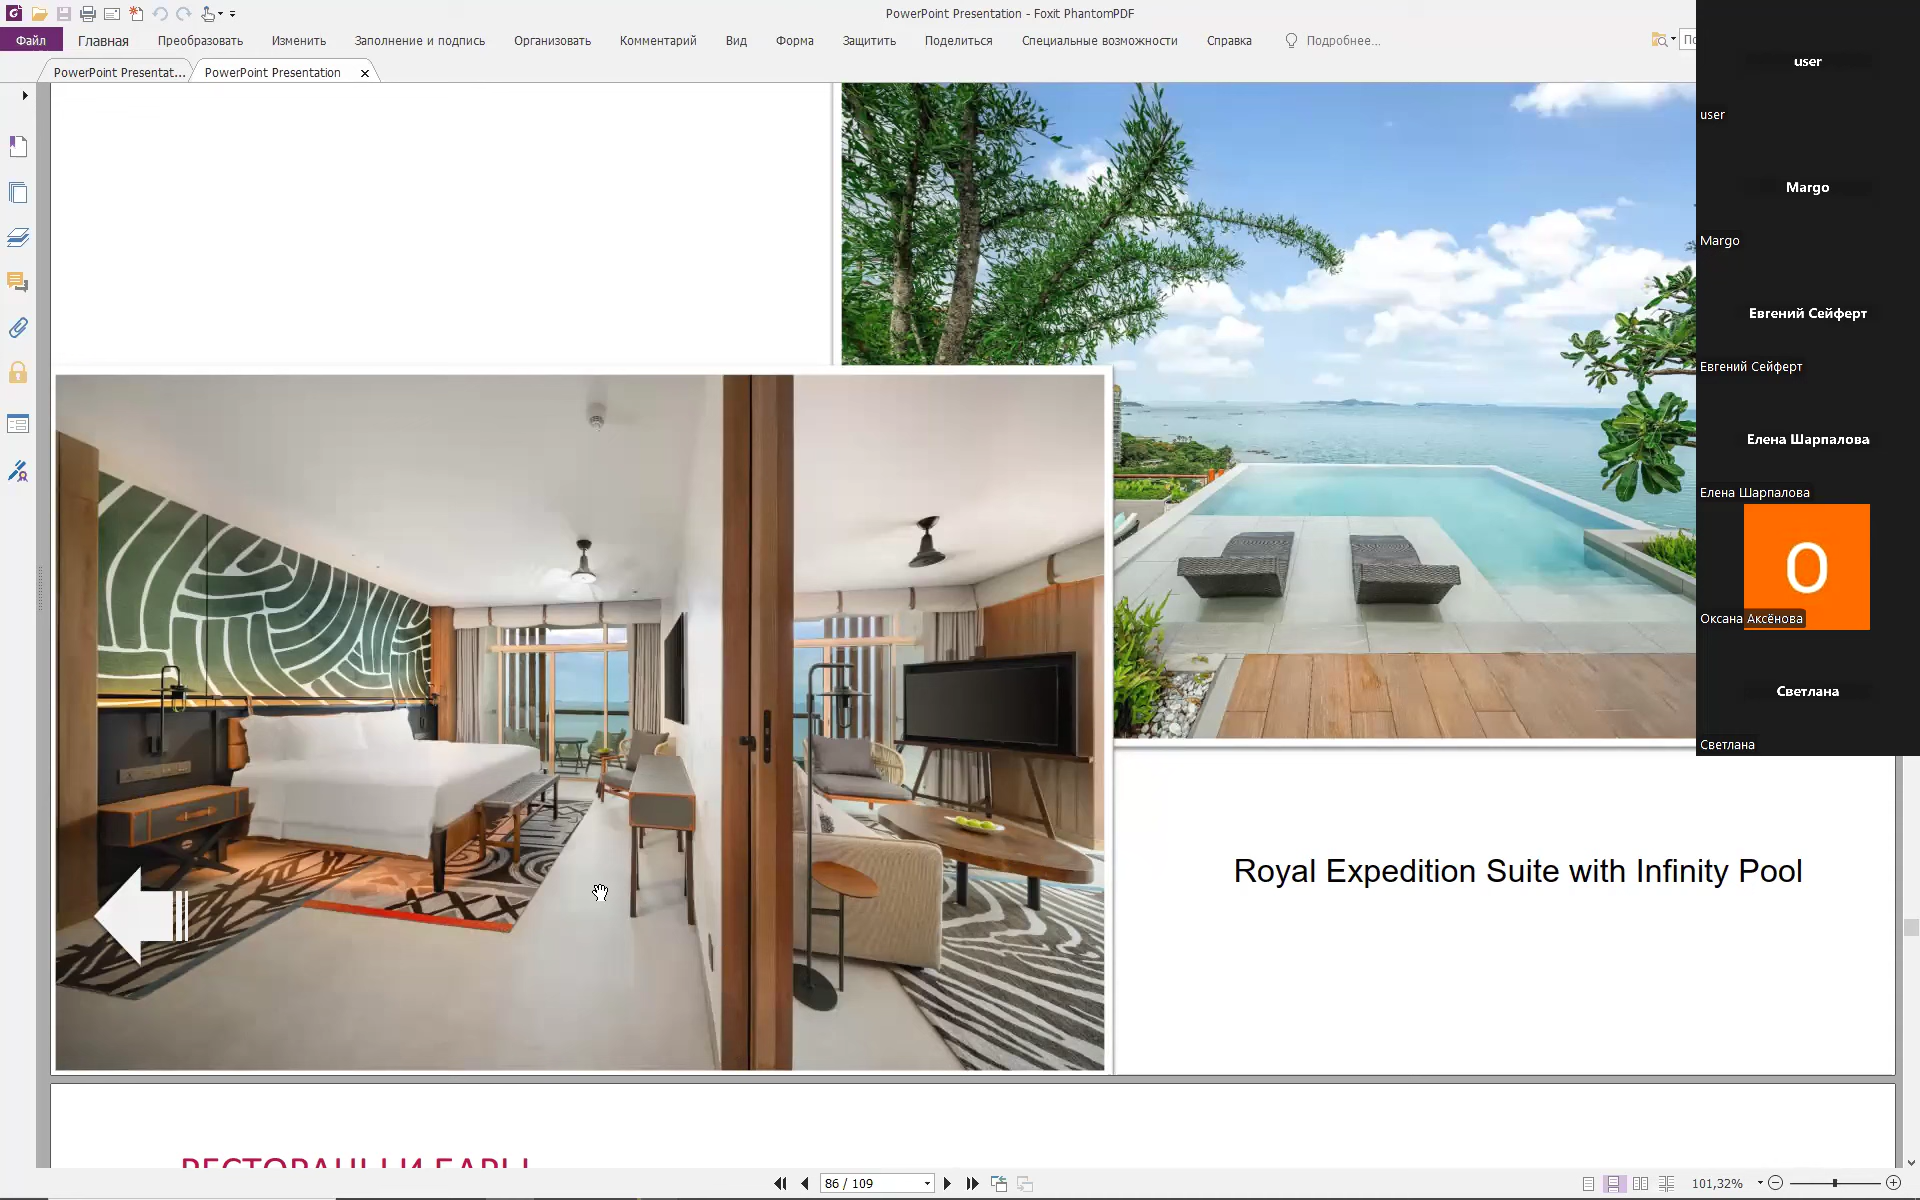 PowerPoint Presentation - Foxit PhantomPDF
Файл Главная Преобразовать Изменить Заполнение и подпись Организовать Комментарий Вид Форма Защитить Поделиться Специальные возможности Справка Подробнее...
PowerPoint Presentat... PowerPoint Presentation
user
user
Margo
Margo
Евгений Сейферт
Евгений Сейферт
Елена Шарпалова
Елена Шарпалова
О
Оксана Аксёнова
Светлана
Светлана
Royal Expedition Suite with Infinity Pool
РЕСТОРАНЫ И БАРЫ
86 / 109
101,32%